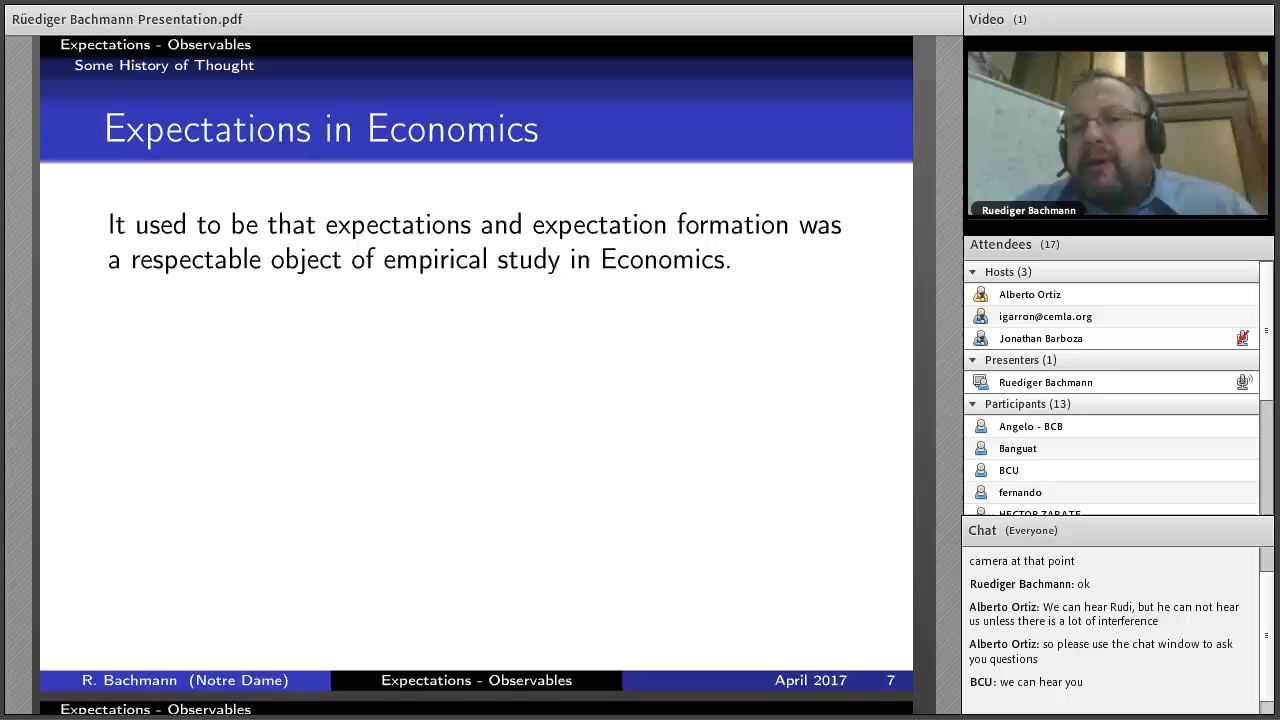 Rüediger Bachmann Presentation.pdf
Expectations - Observables
Some History of Thought
Expectations in Economics
It used to be that expectations and expectation formation was
a respectable object of empirical study in Economics.
R. Bachmann (Notre Dame)
Expectations - Observables
April 2017 7
Expectations - Observables
Video (1)
Ruediger Bachmann
Attendees (17)
Hosts (3)
Alberto Ortiz
igarron@cemla.org
Jonathan Barboza
Presenters (1)
Ruediger Bachmann
Participants (13)
Angelo - BCB
Banguat
BCU
fernando
HECTOR ZARATE
Chat (Everyone)
camera at that point
Ruediger Bachmann: ok
Alberto Ortiz: We can hear Rudi, but he can not hear
us unless there is a lot of interference
Alberto Ortiz: so please use the chat window to ask
you questions
BCU: we can hear you